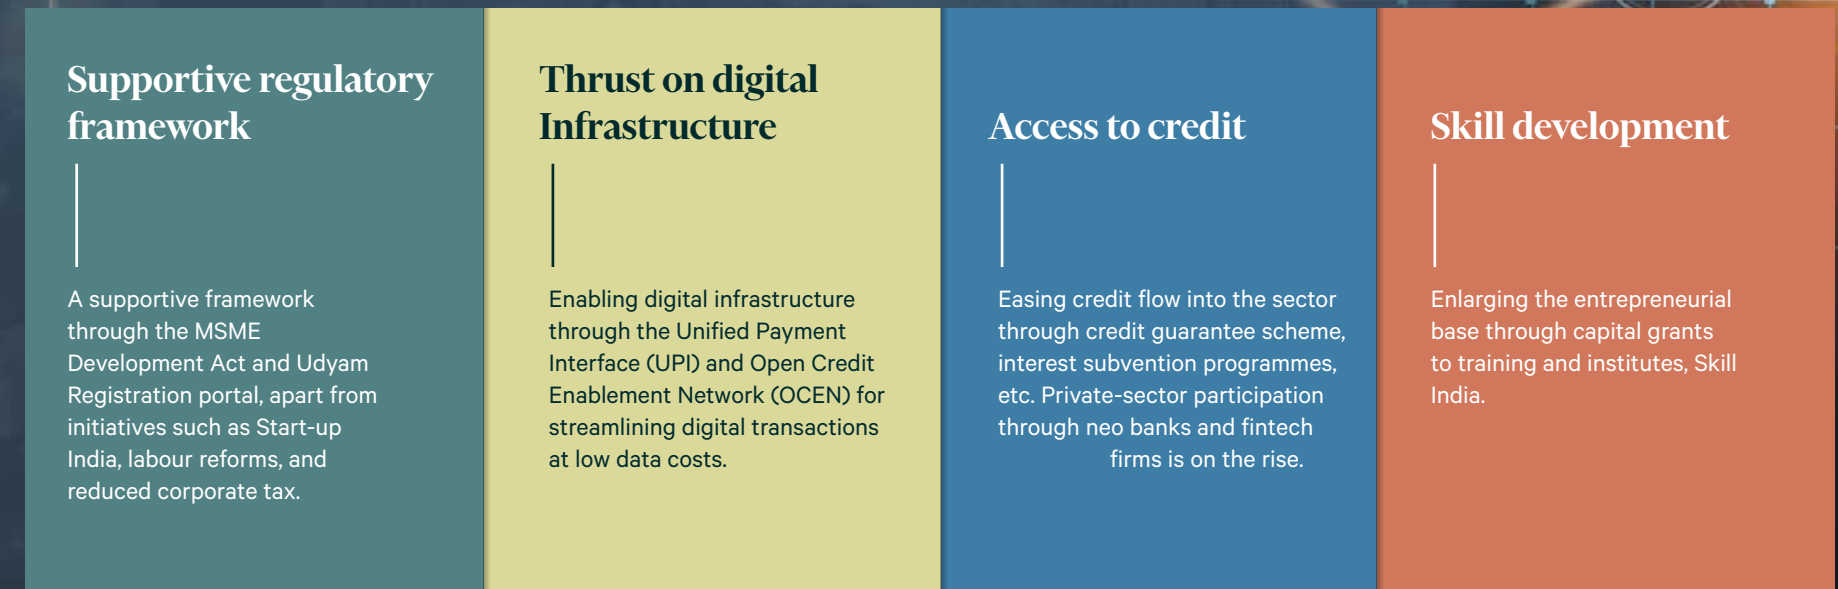 Supportive regulatory
framework
A supportive framework
through the MSME
Development Act and Udyam
Registration portal, apart from
initiatives such as Start-up
India, labour reforms, and
reduced corporate tax.
Thrust on digital
Infrastructure
Enabling digital infrastructure
through the Unified Payment
Interface (UPI) and Open Credit
Enablement Network (OCEN) for
streamlining digital transactions
at low data costs.
Access to credit
Easing credit flow into the sector
through credit guarantee scheme,
interest subvention programmes,
etc. Private-sector participation
through neo banks and fintech
firms is on the rise.
Skill development
Enlarging the entrepreneurial
base through capital grants
to training and institutes, Skill
India.